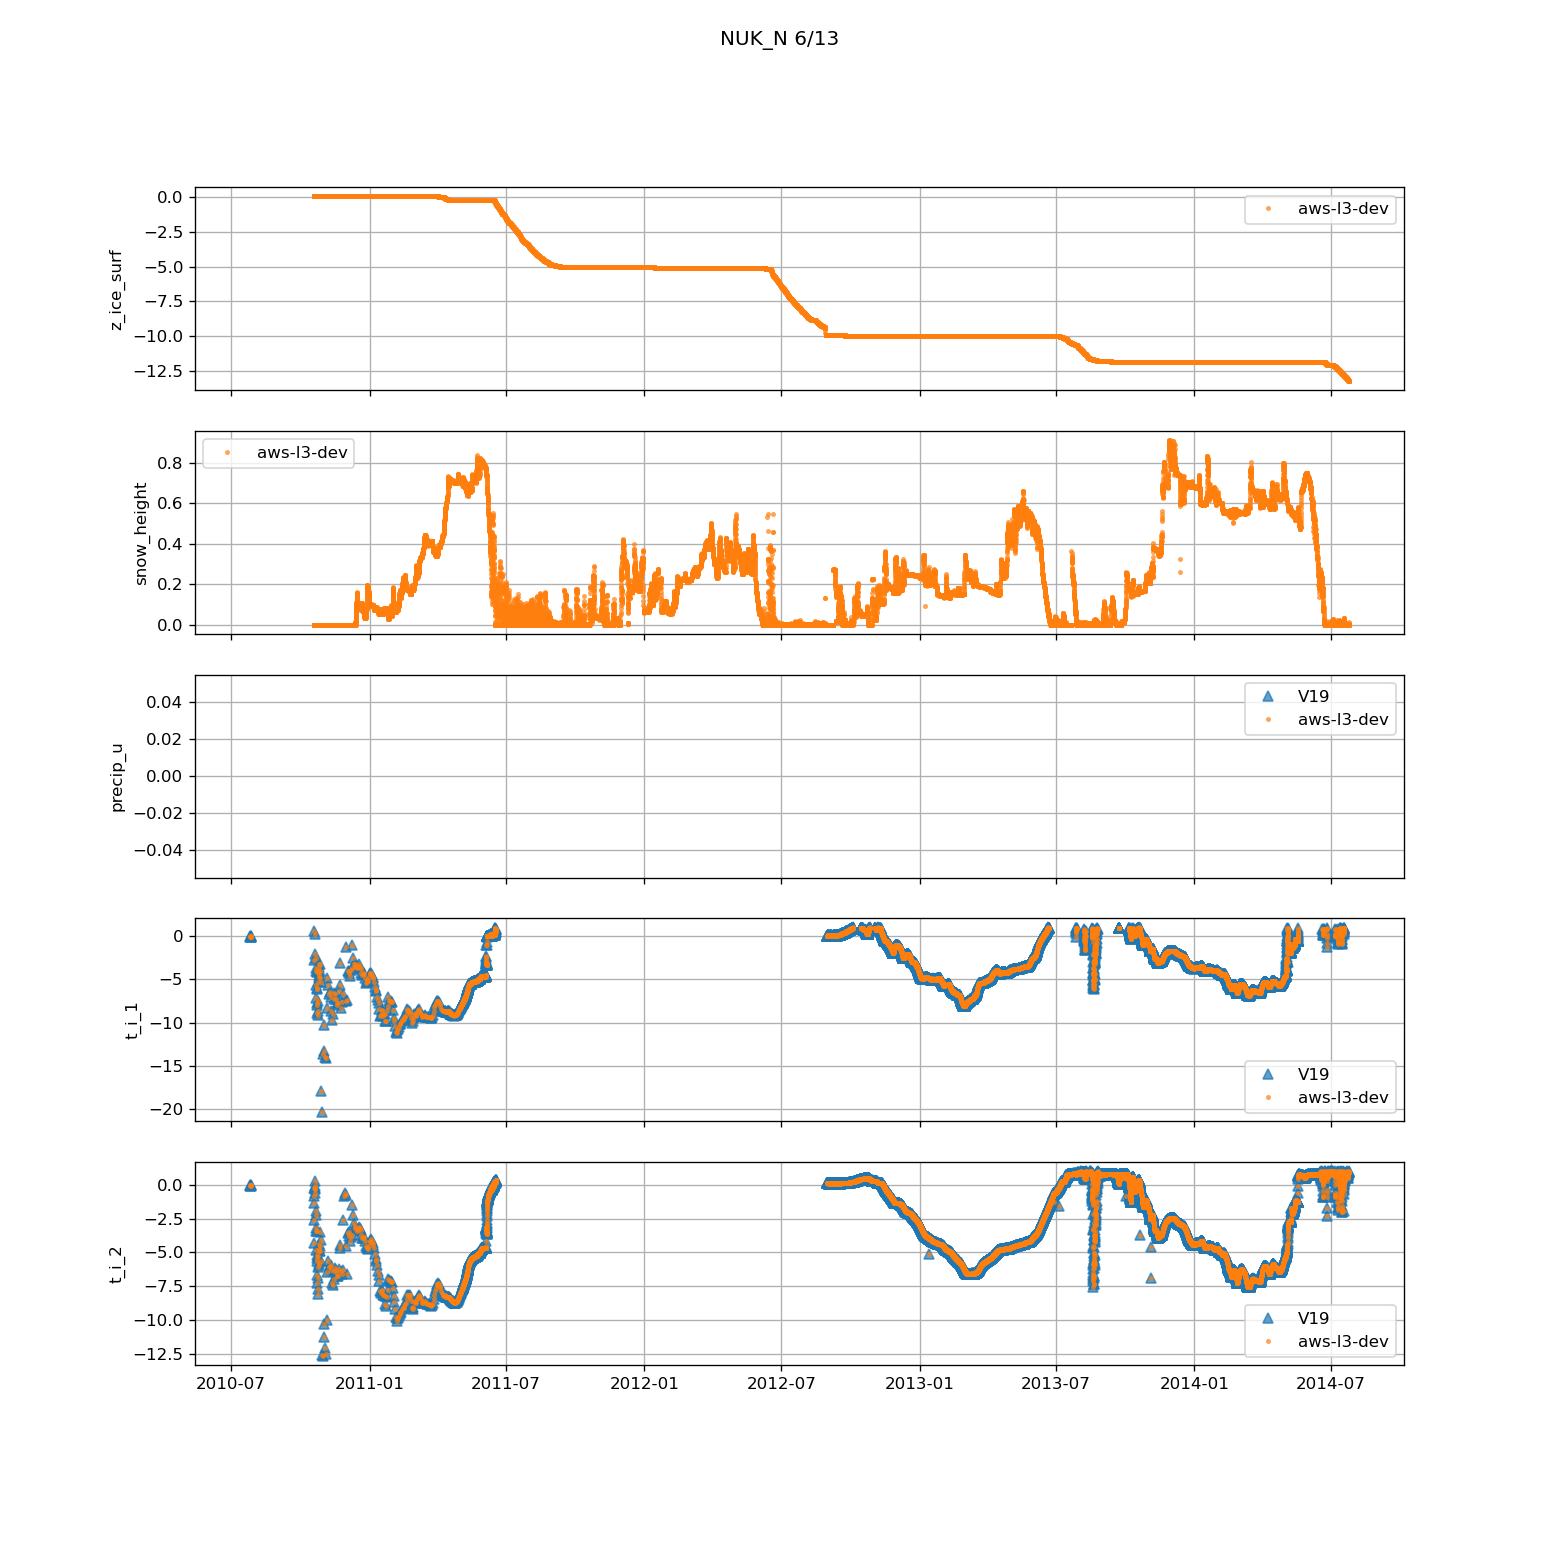 NUK_N 6/13
0.0
−2.5
−5.0
−7.5
−10.0
−12.5
z_ice_surf
aws-l3-dev
0.8
0.6
0.4
0.2
0.0
snow_height
aws-l3-dev
0.04
0.02
0.00
−0.02
−0.04
precip_u
V19
aws-l3-dev
0
−5
−10
−15
−20
t_i_1
V19
aws-l3-dev
0.0
−2.5
−5.0
−7.5
−10.0
−12.5
t_i_2
V19
aws-l3-dev
2010-07 2011-01 2011-07 2012-01 2012-07 2013-01 2013-07 2014-01 2014-07